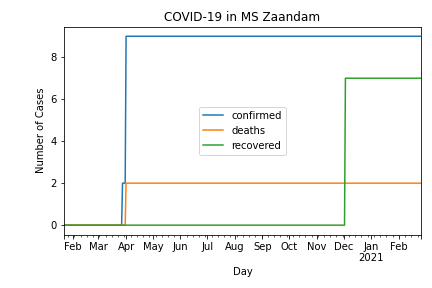 COVID-19 in MS Zaandam
Number of Cases
8
6
4
2
0
confirmed
deaths
recovered
Feb Mar Apr May Jun Jul Aug Sep Oct Nov Dec Jan Feb
2021
Day